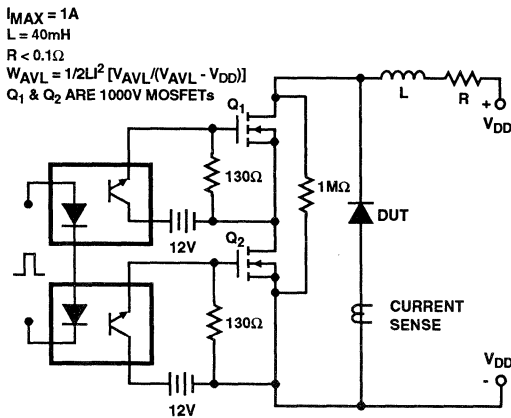 IMAX = 1A
L = 40mH
R < 0.1Ω
WAVL = 1/2LI² [VAVL/(VAVL - VDD)]
Q1 & Q2 ARE 1000V MOSFETs
Q1
L
R
+
VDD
130Ω
1MΩ
DUT
12V
Q2
130Ω
CURRENT
SENSE
VDD
-
12V